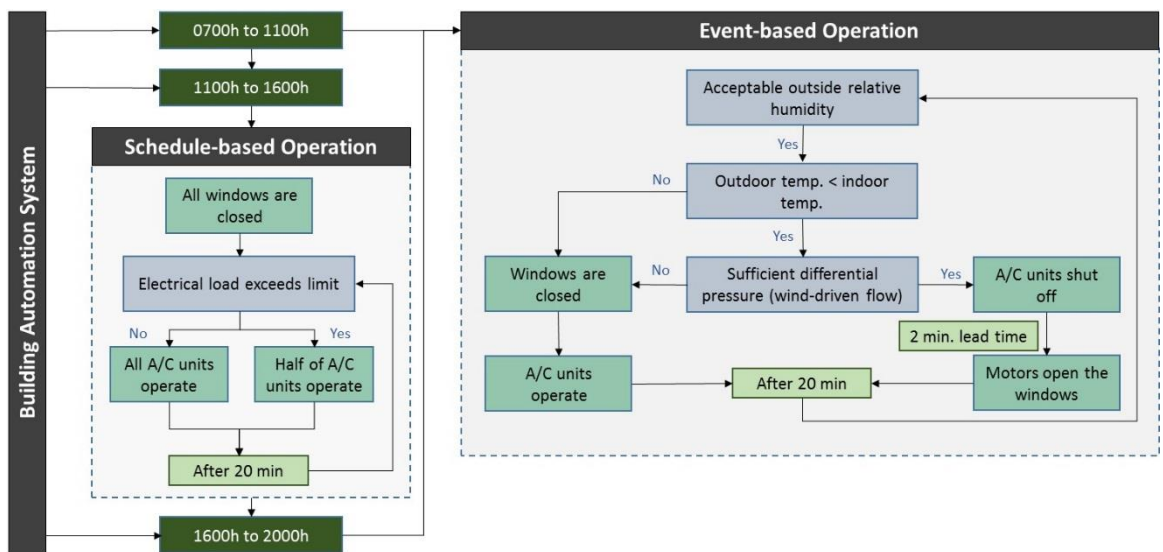 Building Automation System
0700h to 1100h
1100h to 1600h
Schedule-based Operation
All windows are
closed
Electrical load exceeds limit
No
Yes
All A/C units
operate
Half of A/C
units operate
After 20 min
1600h to 2000h
Event-based Operation
Acceptable outside relative
humidity
Yes
No
Outdoor temp. < indoor
temp.
Yes
Windows are
closed
No
Sufficient differential
pressure (wind-driven flow)
Yes
A/C units shut
off
2 min. lead time
A/C units
operate
After 20 min
Motors open the
windows